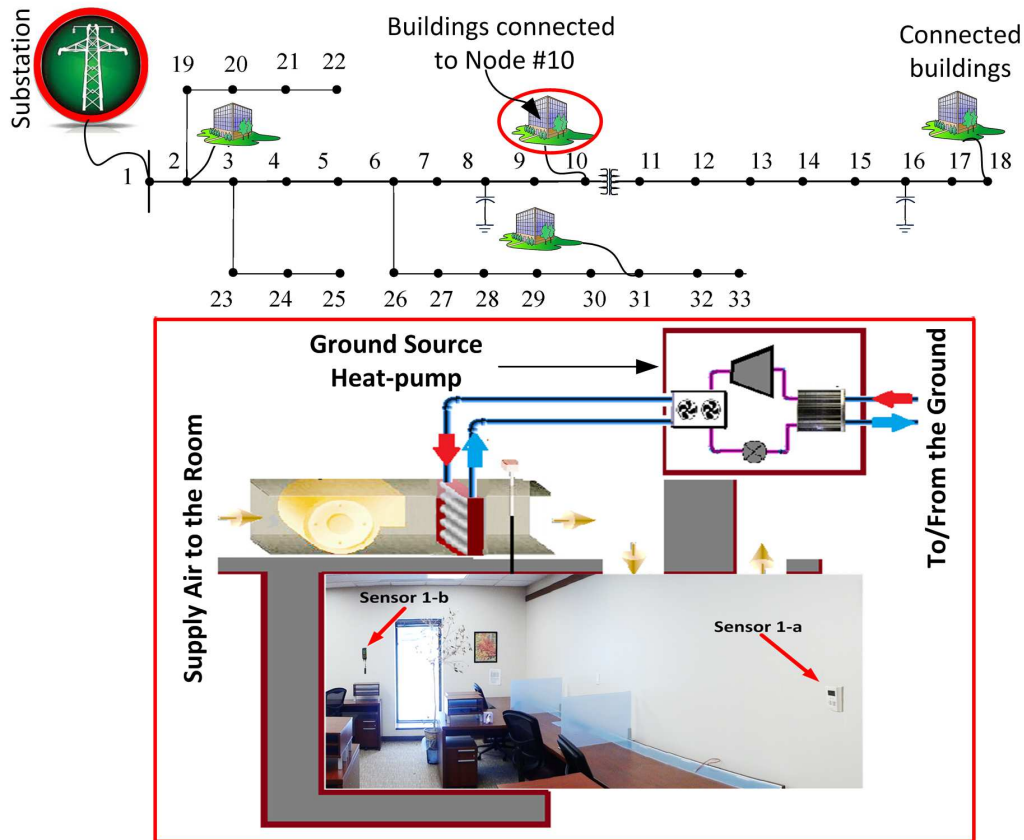 Substation
Buildings connected
to Node #10
Connected
buildings
19 20 21 22
1 2 3 4 5 6 7 8 9 10 11 12 13 14 15 16 17 18
23 24 25 26 27 28 29 30 31 32 33
Ground Source
Heat-pump
To/From the Ground
Supply Air to the Room
Sensor 1-b
Sensor 1-a